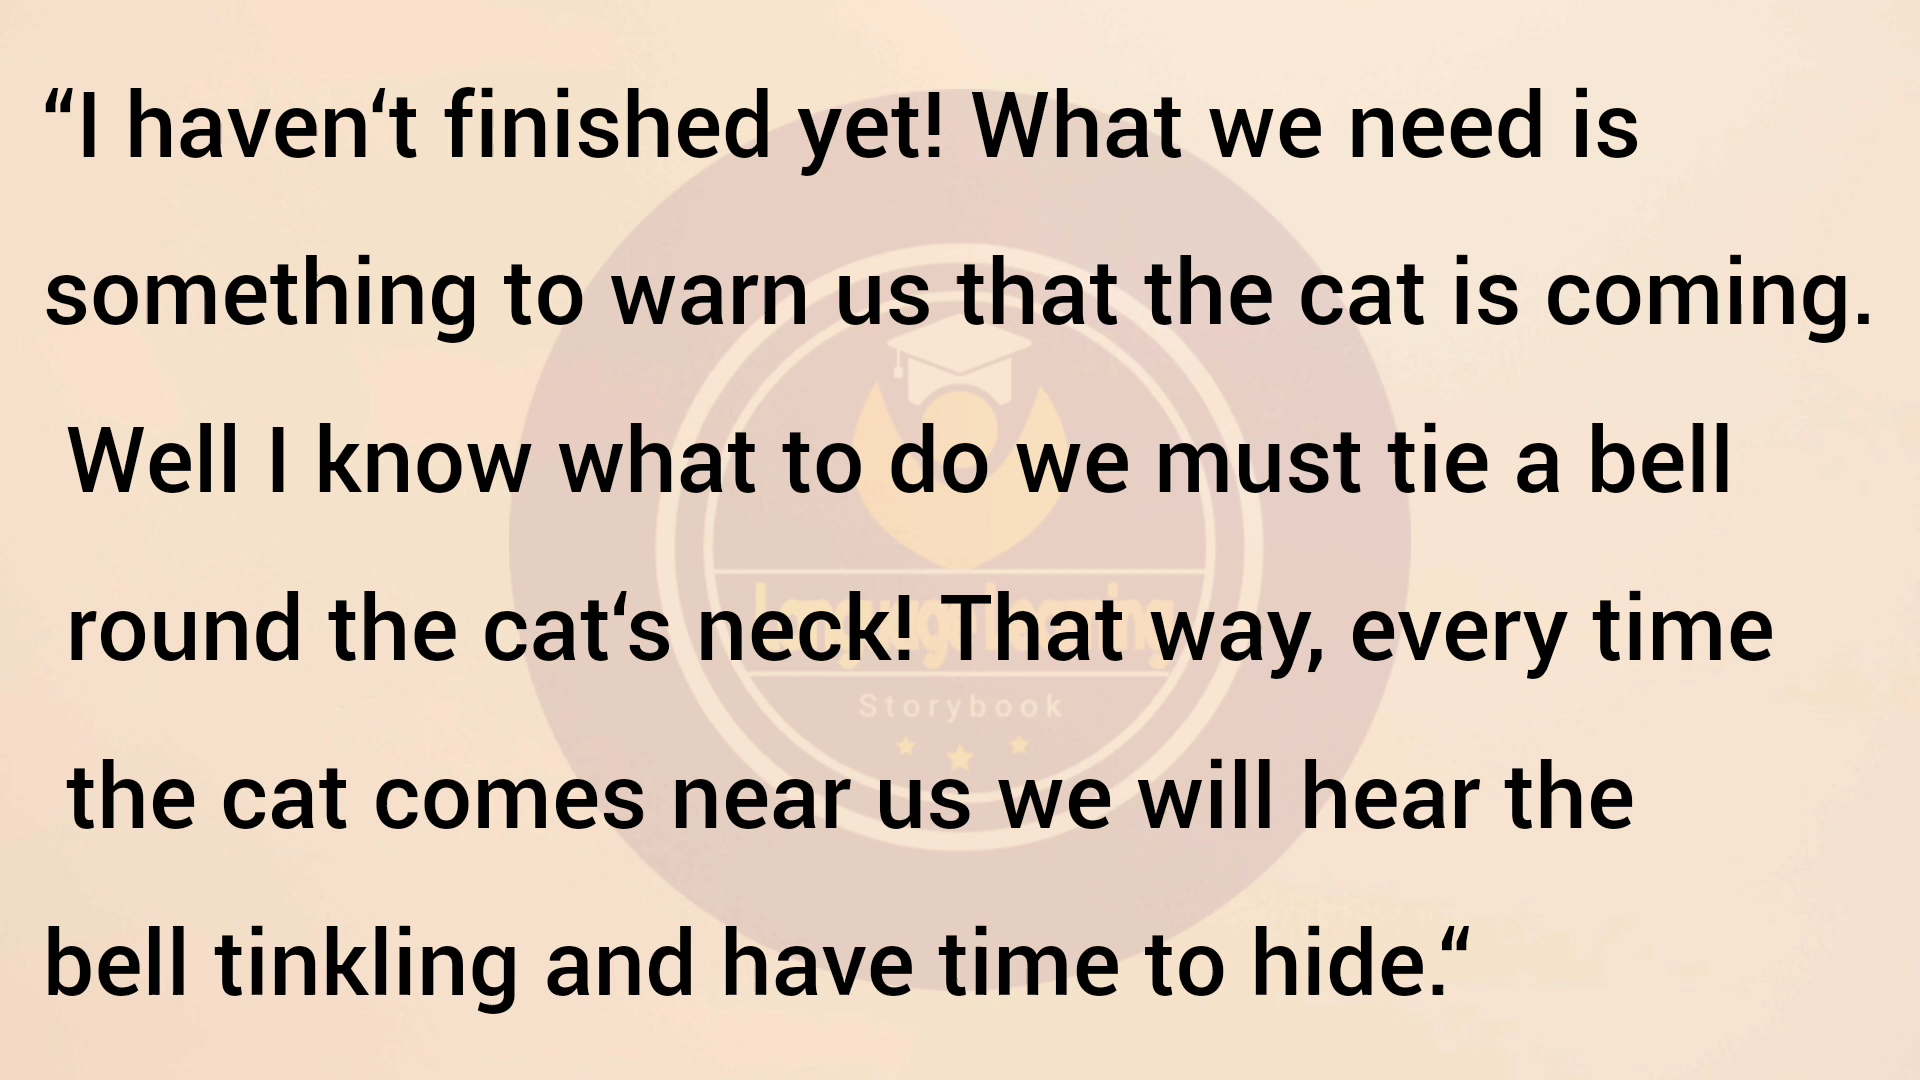 “I haven‘t finished yet! What we need is
something to warn us that the cat is coming.
Well I know what to do we must tie a bell
round the cat‘s neck! That way, every time
the cat comes near us we will hear the
bell tinkling and have time to hide.“
Language Learning
Storybook